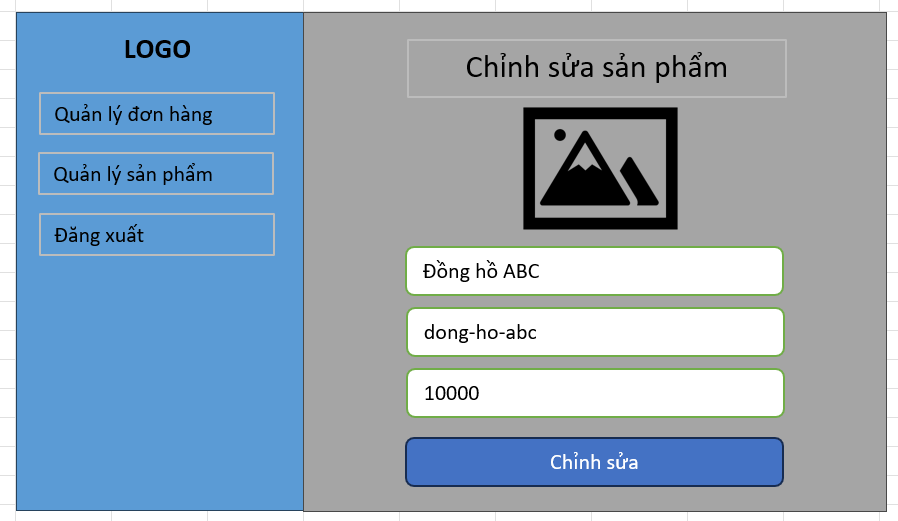 LOGO
Quản lý đơn hàng
Quản lý sản phẩm
Đăng xuất
Chỉnh sửa sản phẩm
Đồng hồ ABC
dong-ho-abc
10000
Chỉnh sửa